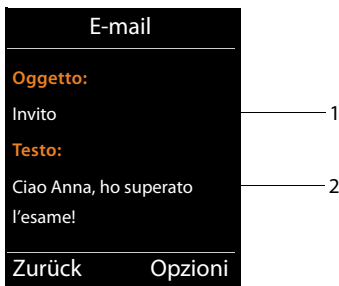 E-mail
Oggetto:
Invito
1
Testo:
Ciao Anna, ho superato
2
l'esame!
Zurück Opzioni